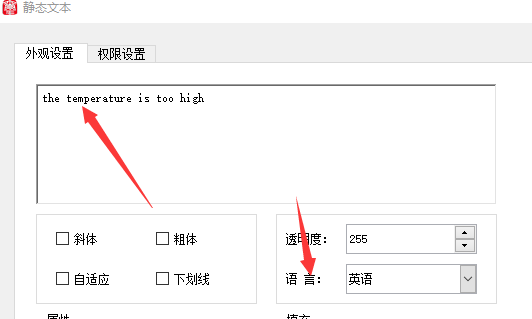 静态文本
外观设置 权限设置
the temperature is too high
斜体 粗体 透明度: 255
自适应 下划线 语 言: 英语